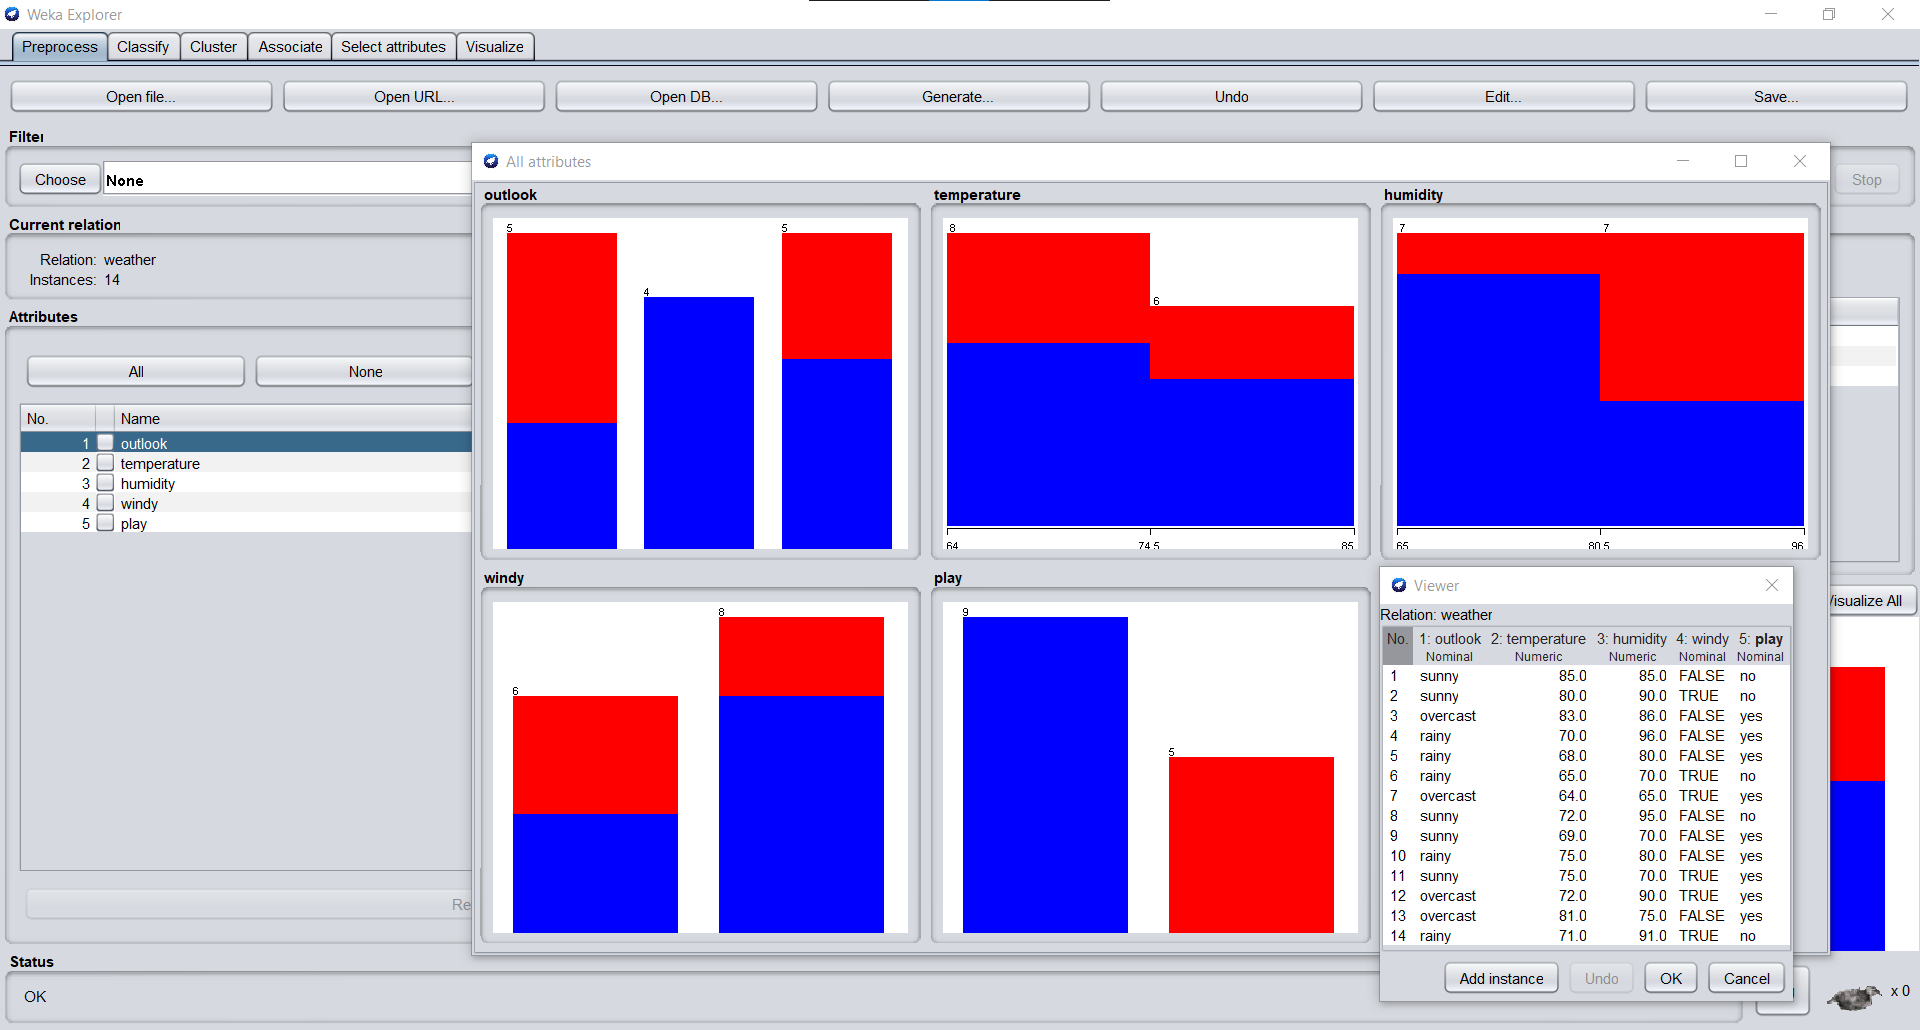 Weka Explorer
Preprocess Classify Cluster Associate Select attributes Visualize
Open file... Open URL... Open DB... Generate... Undo Edit... Save...
Filter
Choose None
Stop
Current relation
Relation: weather
Instances: 14
Attributes
All None
No. Name
1 outlook
2 temperature
3 humidity
4 windy
5 play
Status
OK
x 0
All attributes
outlook temperature humidity
5 4 5
8 6
64 74.5 85
7 7
65 80.5 96
windy play
6 8
9 5
Visualize All
Viewer
Relation: weather
No. 1: outlook 2: temperature 3: humidity 4: windy 5: play
Nominal Numeric Numeric Nominal Nominal
1 sunny 85.0 85.0 FALSE no
2 sunny 80.0 90.0 TRUE no
3 overcast 83.0 86.0 FALSE yes
4 rainy 70.0 96.0 FALSE yes
5 rainy 68.0 80.0 FALSE yes
6 rainy 65.0 70.0 TRUE no
7 overcast 64.0 65.0 TRUE yes
8 sunny 72.0 95.0 FALSE no
9 sunny 69.0 70.0 FALSE yes
10 rainy 75.0 80.0 FALSE yes
11 sunny 75.0 70.0 TRUE yes
12 overcast 72.0 90.0 TRUE yes
13 overcast 81.0 75.0 FALSE yes
14 rainy 71.0 91.0 TRUE no
Add instance Undo OK Cancel